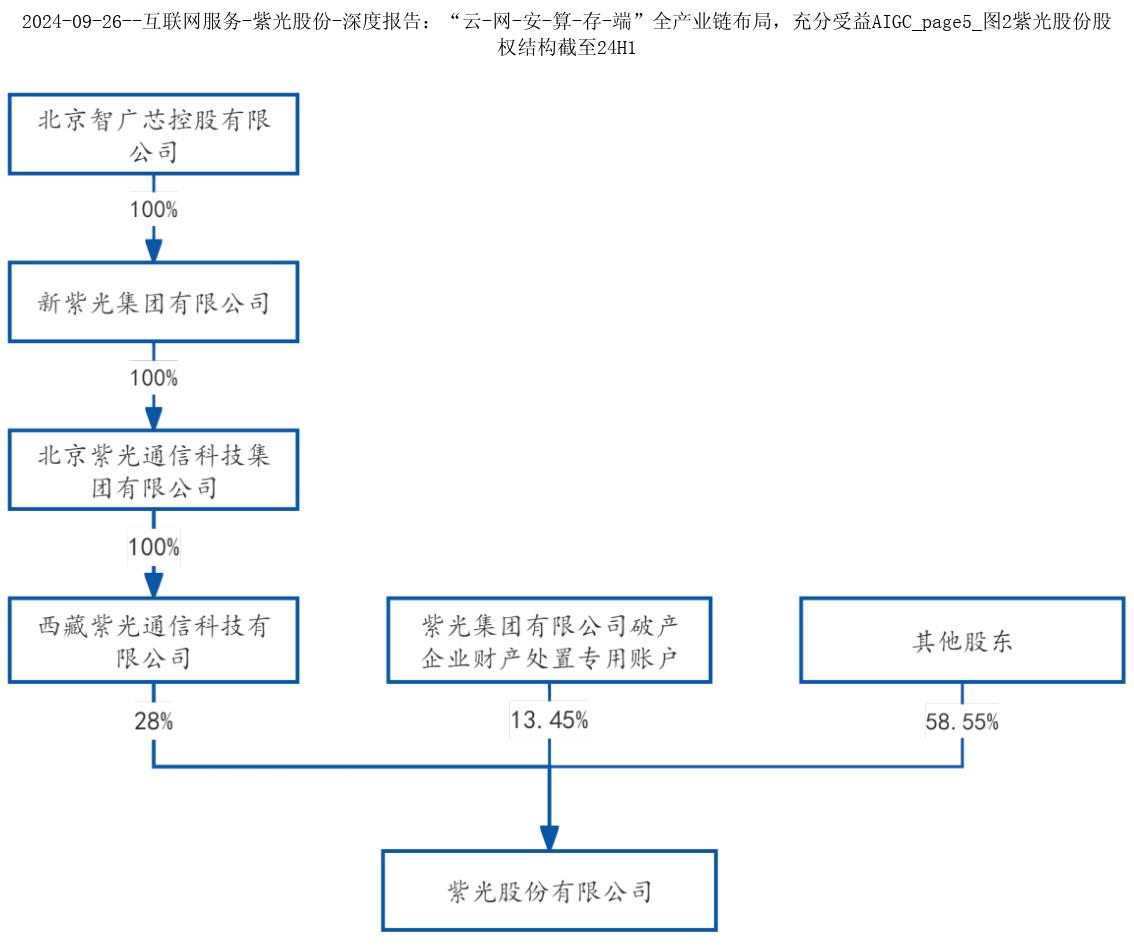 2024-09-26--互联网服务-紫光股份-深度报告：“云-网-安-算-存-端”全产业链布局，充分受益AIGC_page5_图2紫光股份股
权结构截至24H1
北京智广芯控股有限
公司
100%
新紫光集团有限公司
100%
北京紫光通信科技集
团有限公司
100%
西藏紫光通信科技有
限公司
紫光集团有限公司破产
企业财产处置专用账户
其他股东
28%
13.45%
58.55%
紫光股份有限公司